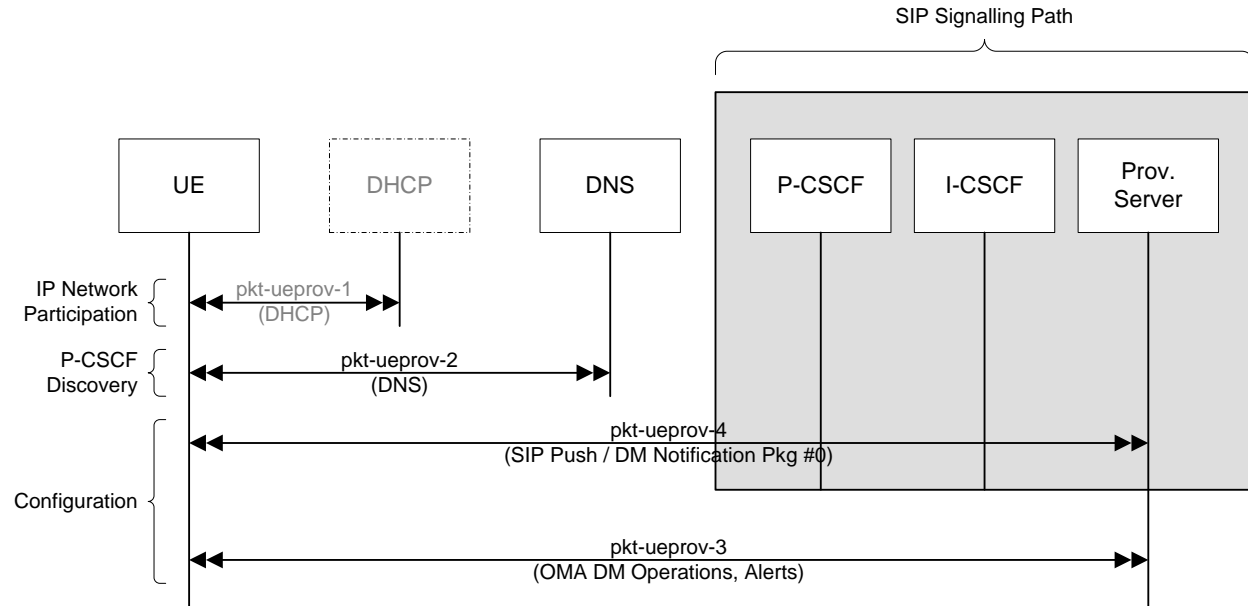 SIP Signalling Path
UE
DHCP
DNS
P-CSCF
I-CSCF
Prov.
Server
IP Network
Participation
pkt-ueprov-1
(DHCP)
P-CSCF
Discovery
pkt-ueprov-2
(DNS)
Configuration
pkt-ueprov-4
(SIP Push / DM Notification Pkg #0)
pkt-ueprov-3
(OMA DM Operations, Alerts)